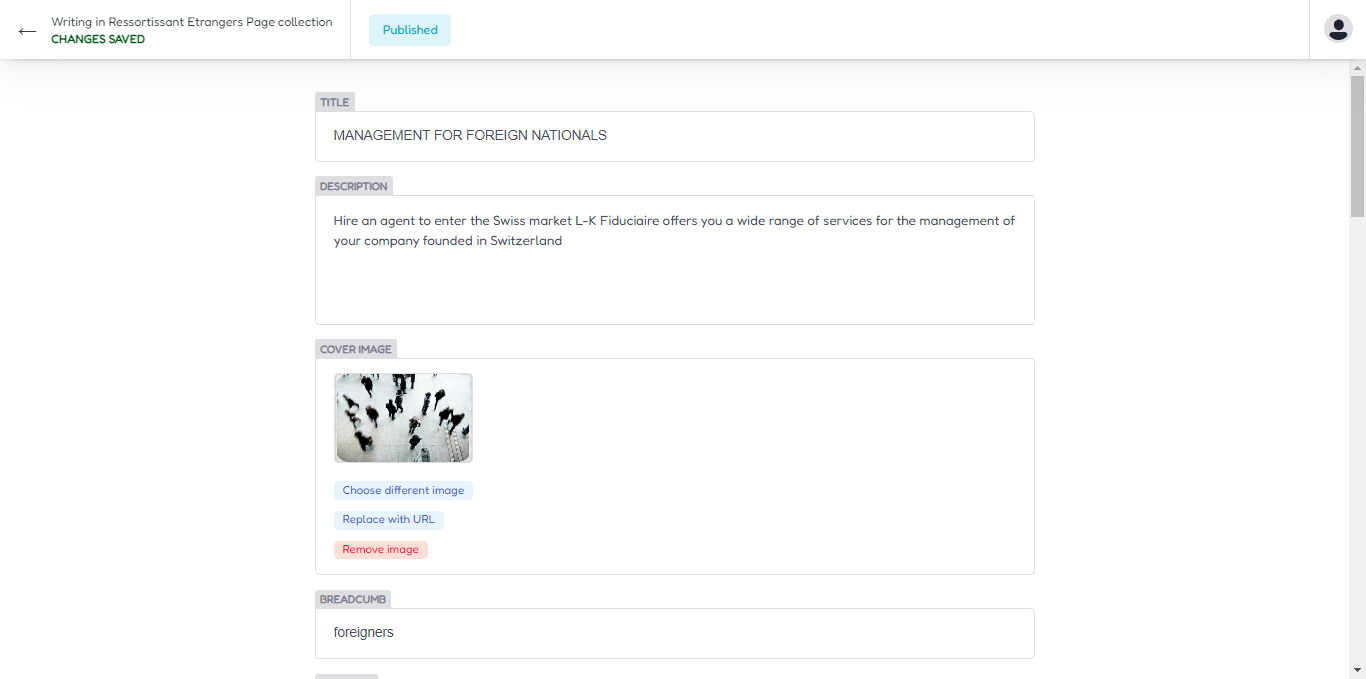 Writing in Ressortissant Etrangers Page collection
CHANGES SAVED
Published
TITLE
MANAGEMENT FOR FOREIGN NATIONALS
DESCRIPTION
Hire an agent to enter the Swiss market L-K Fiduciaire offers you a wide range of services for the management of
your company founded in Switzerland
COVER IMAGE
Choose different image
Replace with URL
Remove image
BREADCUMB
foreigners